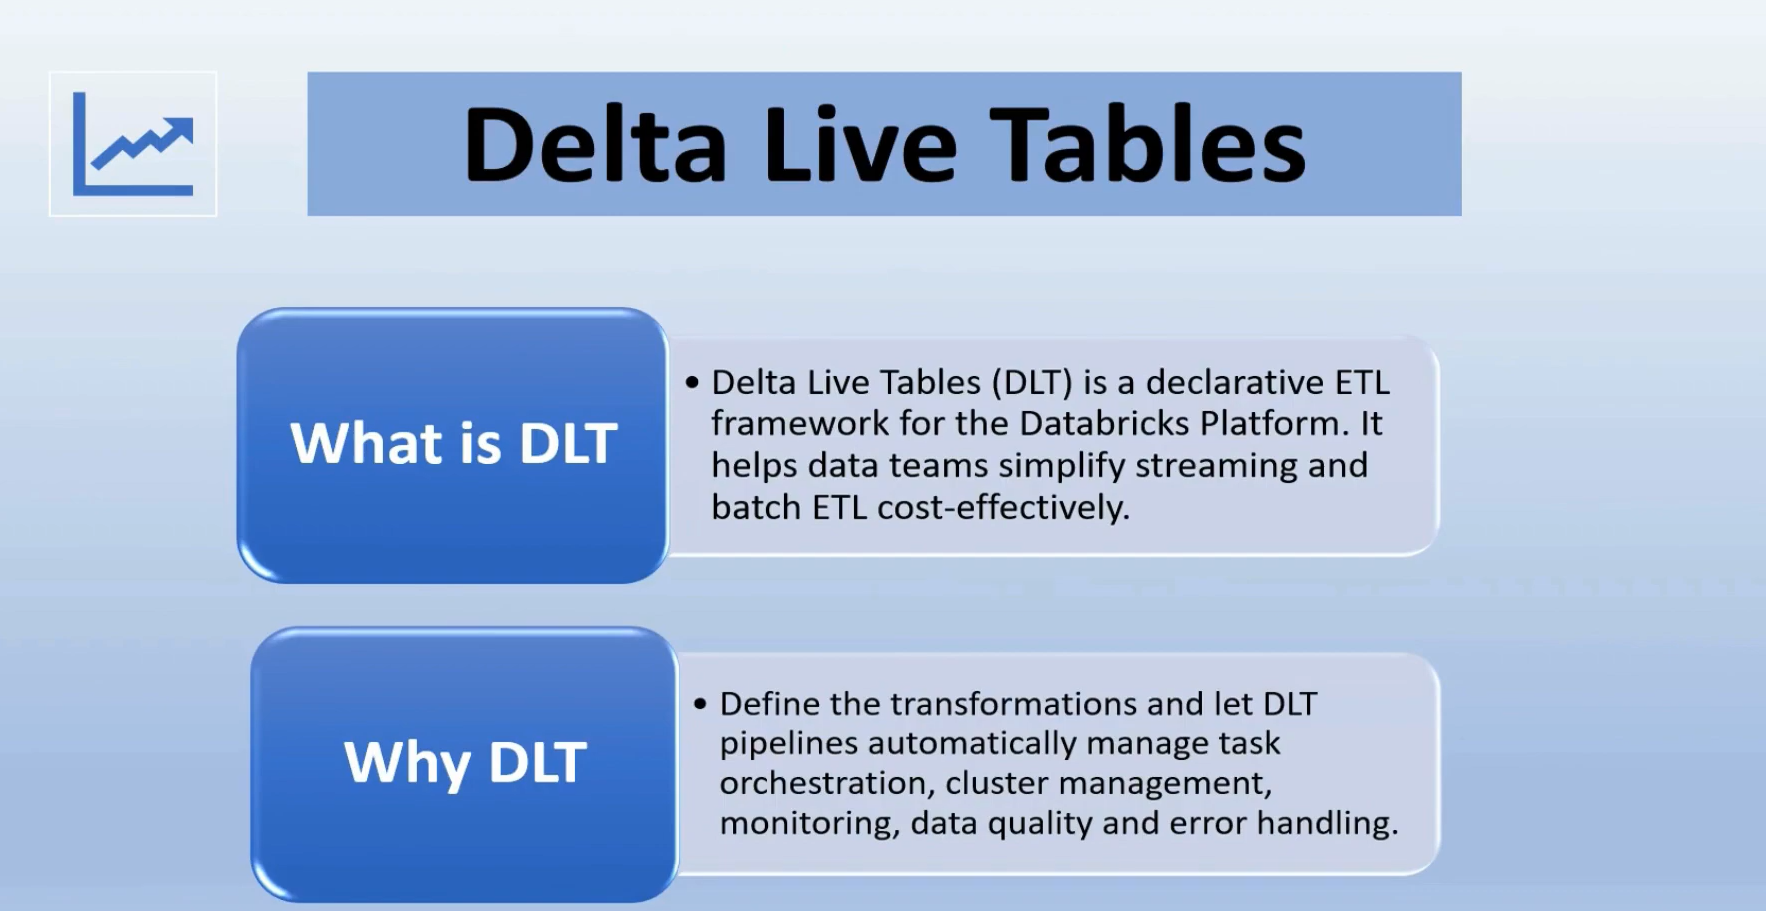 Delta Live Tables
What is DLT
• Delta Live Tables (DLT) is a declarative ETL
framework for the Databricks Platform. It
helps data teams simplify streaming and
batch ETL cost-effectively.
Why DLT
• Define the transformations and let DLT
pipelines automatically manage task
orchestration, cluster management,
monitoring, data quality and error handling.